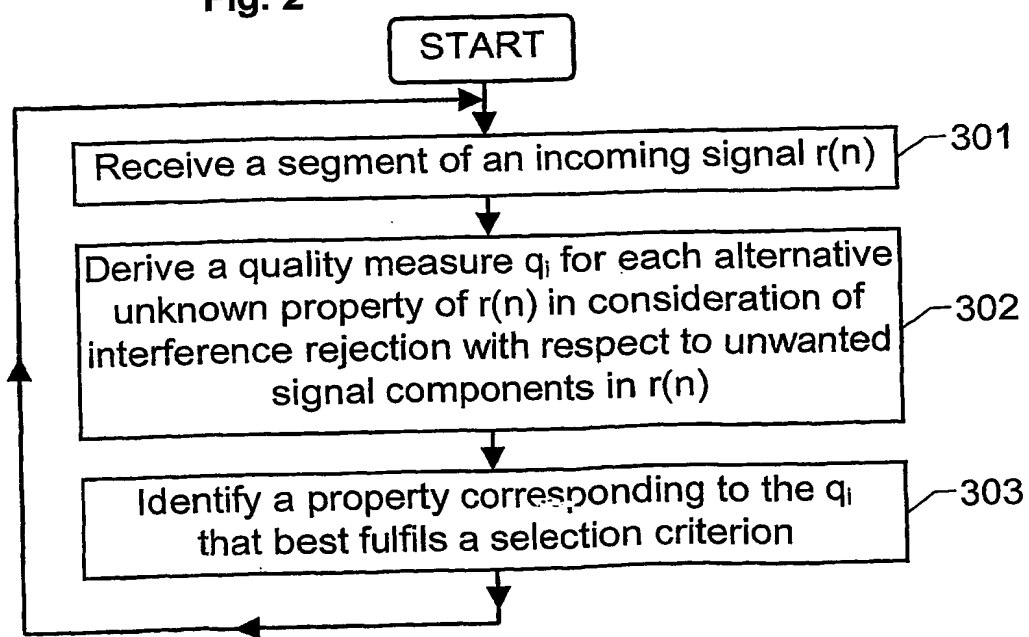 Fig. 2
START
Receive a segment of an incoming signal r(n)
301
Derive a quality measure qi for each alternative
unknown property of r(n) in consideration of
interference rejection with respect to unwanted
signal components in r(n)
302
Identify a property corresponding to the qi
that best fulfils a selection criterion
303